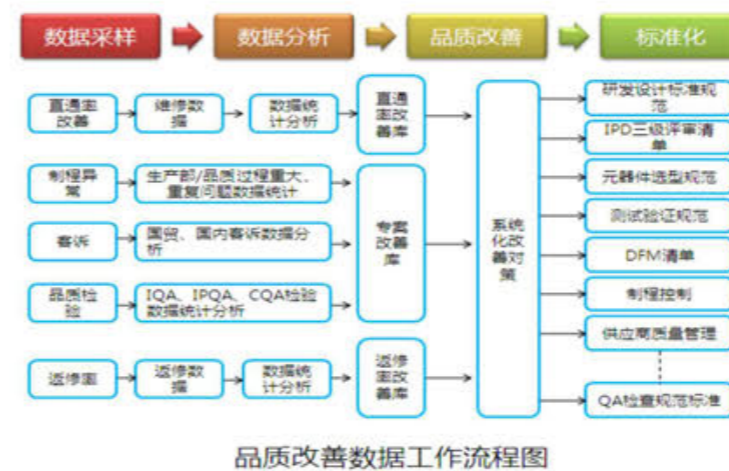 数据采样
数据分析
品质改善
标准化
直通率
改善
维修数
据
数据统
计分析
直通
率改
善库
制程异
常
生产部/品质过程重大、
重复问题数据统计
客诉
国贸、国内客诉数据分
析
品质检
验
IQA、IPQA、CQA检验
数据统计分析
专案
改善
库
返修率
返修数
据
数据统
计分析
返修
率改
善库
系统
化改
善对
策
研发设计标准规
范
IPD三级评审清
单
元器件选型规范
测试验证规范
DFM清单
制程控制
供应商质量管理
QA检查规范标准
品质改善数据工作流程图